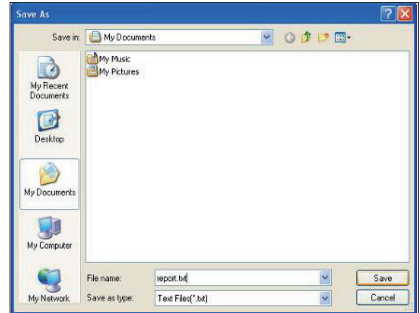 Save As
Save in: My Documents
My Music
My Pictures
My Recent
Documents
Desktop
My Documents
My Computer
My Network
File name: report.txt Save
Save as type: Text Files(*.txt) Cancel